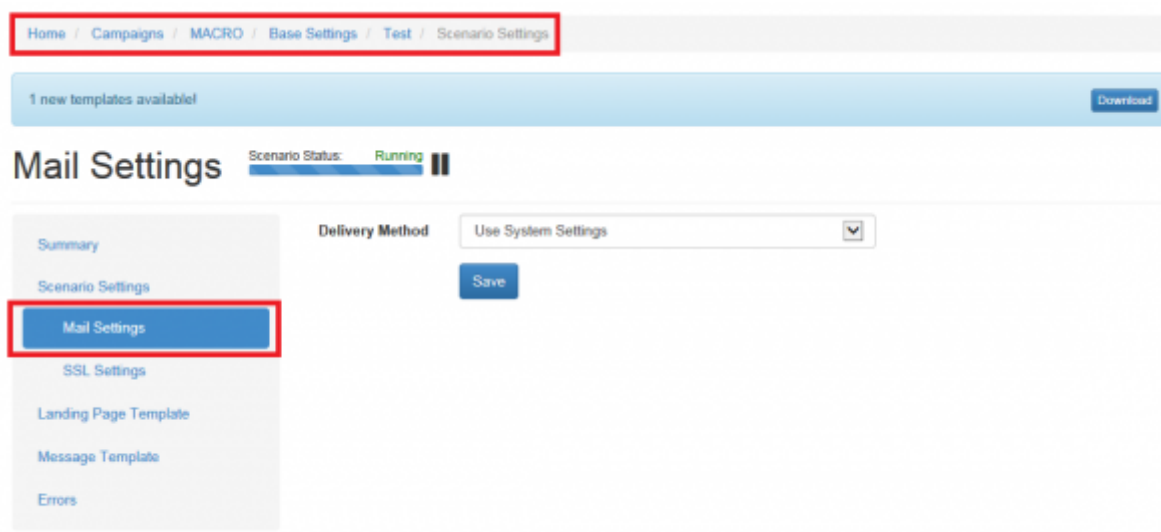 Home / Campaigns / MACRO / Base Settings / Test / Scenario Settings
1 new templates available!
Download
Mail Settings
Scenario Status: Running
Delivery Method
Use System Settings
Save
Summary
Scenario Settings
Mail Settings
SSL Settings
Landing Page Template
Message Template
Errors